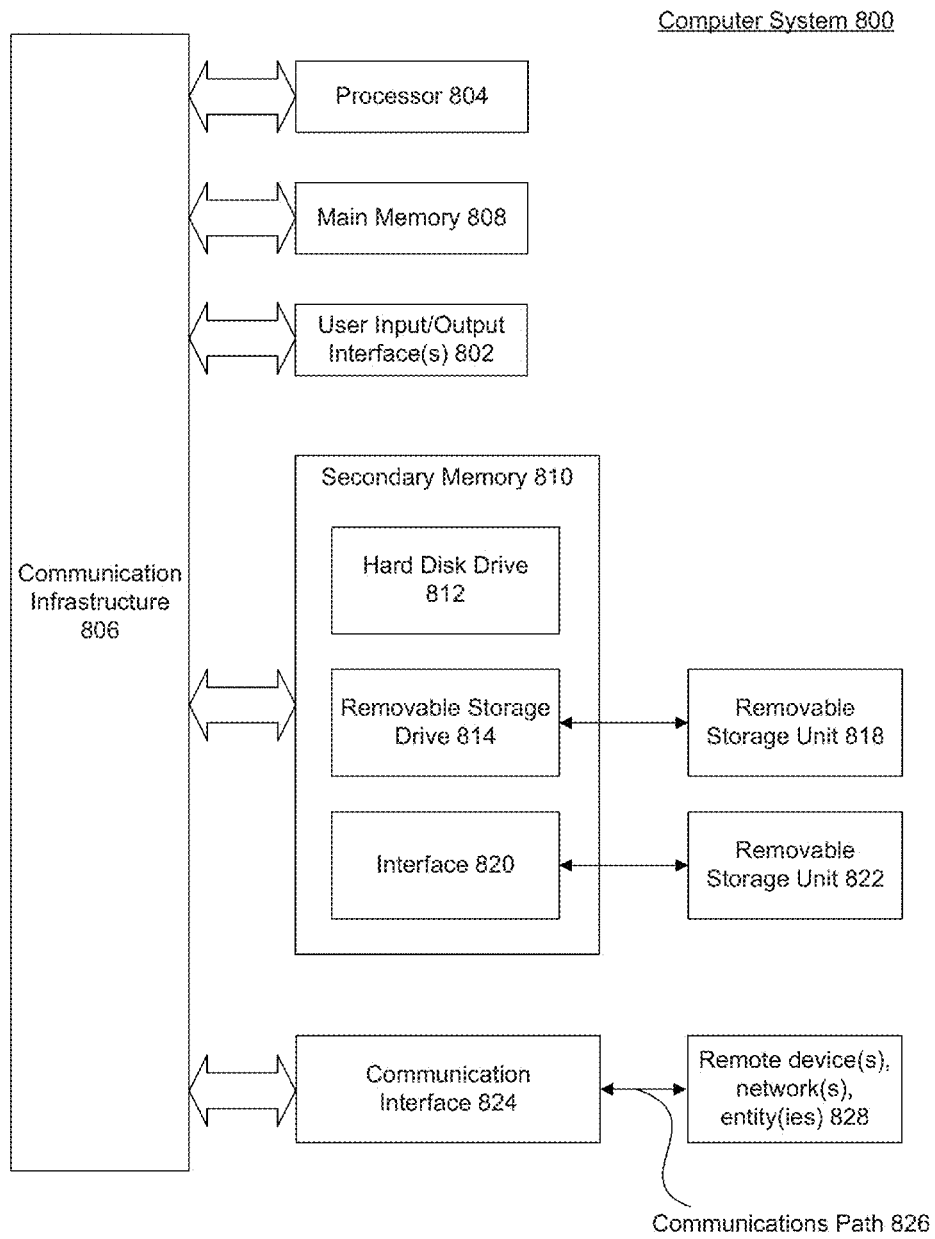 Computer System 800
Processor 804
Main Memory 808
User Input/Output
Interface(s) 802
Secondary Memory 810
Hard Disk Drive
812
Communication
Infrastructure
806
Removable Storage
Drive 814
Removable
Storage Unit 818
Interface 820
Removable
Storage Unit 822
Communication
Interface 824
Remote device(s),
network(s),
entity(ies) 828
Communications Path 826